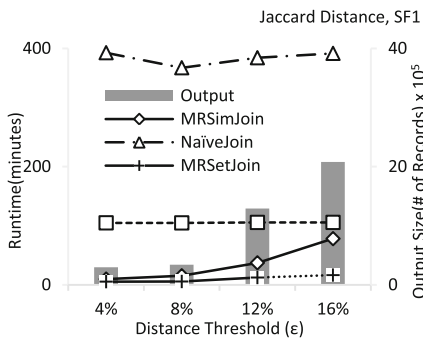 Jaccard Distance, SF1
400
40
Output
MRSimJoin
NaïveJoin
MRSetJoin
200
20
0
0
4% 8% 12% 16%
Distance Threshold (ε)
Runtime(minutes)
Output Size(# of Records) x 10⁵